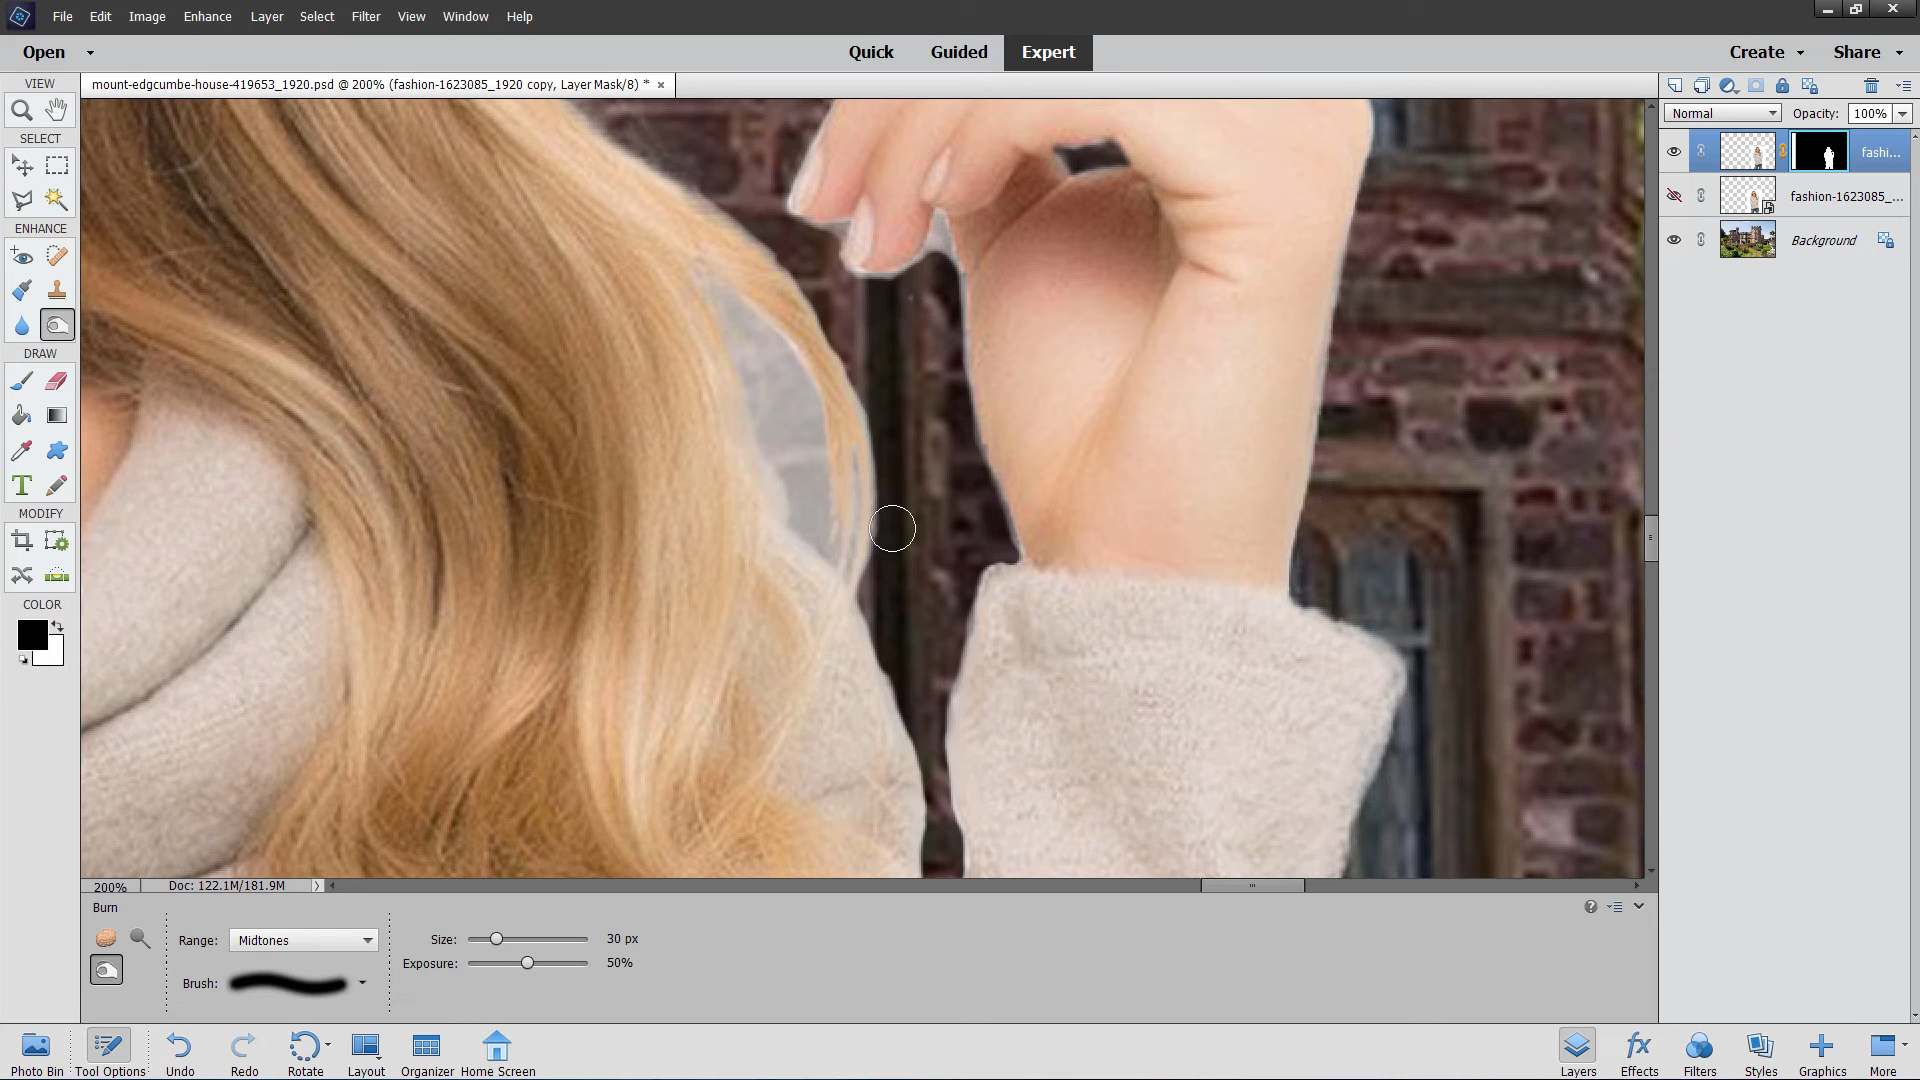 File Edit Image Enhance Layer Select Filter View Window Help
Open Quick Guided Expert Create Share
VIEW
mount-edgcumbe-house-419653_1920.psd @ 200% (fashion-1623085_1920 copy, Layer Mask/8) * ×
Normal Opacity: 100%
SELECT
fashi...
fashion-1623085_...
ENHANCE
Background
DRAW
T
MODIFY
COLOR
200% Doc: 122.1M/181.9M
Burn
Range: Midtones Size: 30 px
Exposure: 50%
Brush:
fx
Photo Bin Tool Options Undo Redo Rotate Layout Organizer Home Screen Layers Effects Filters Styles Graphics More